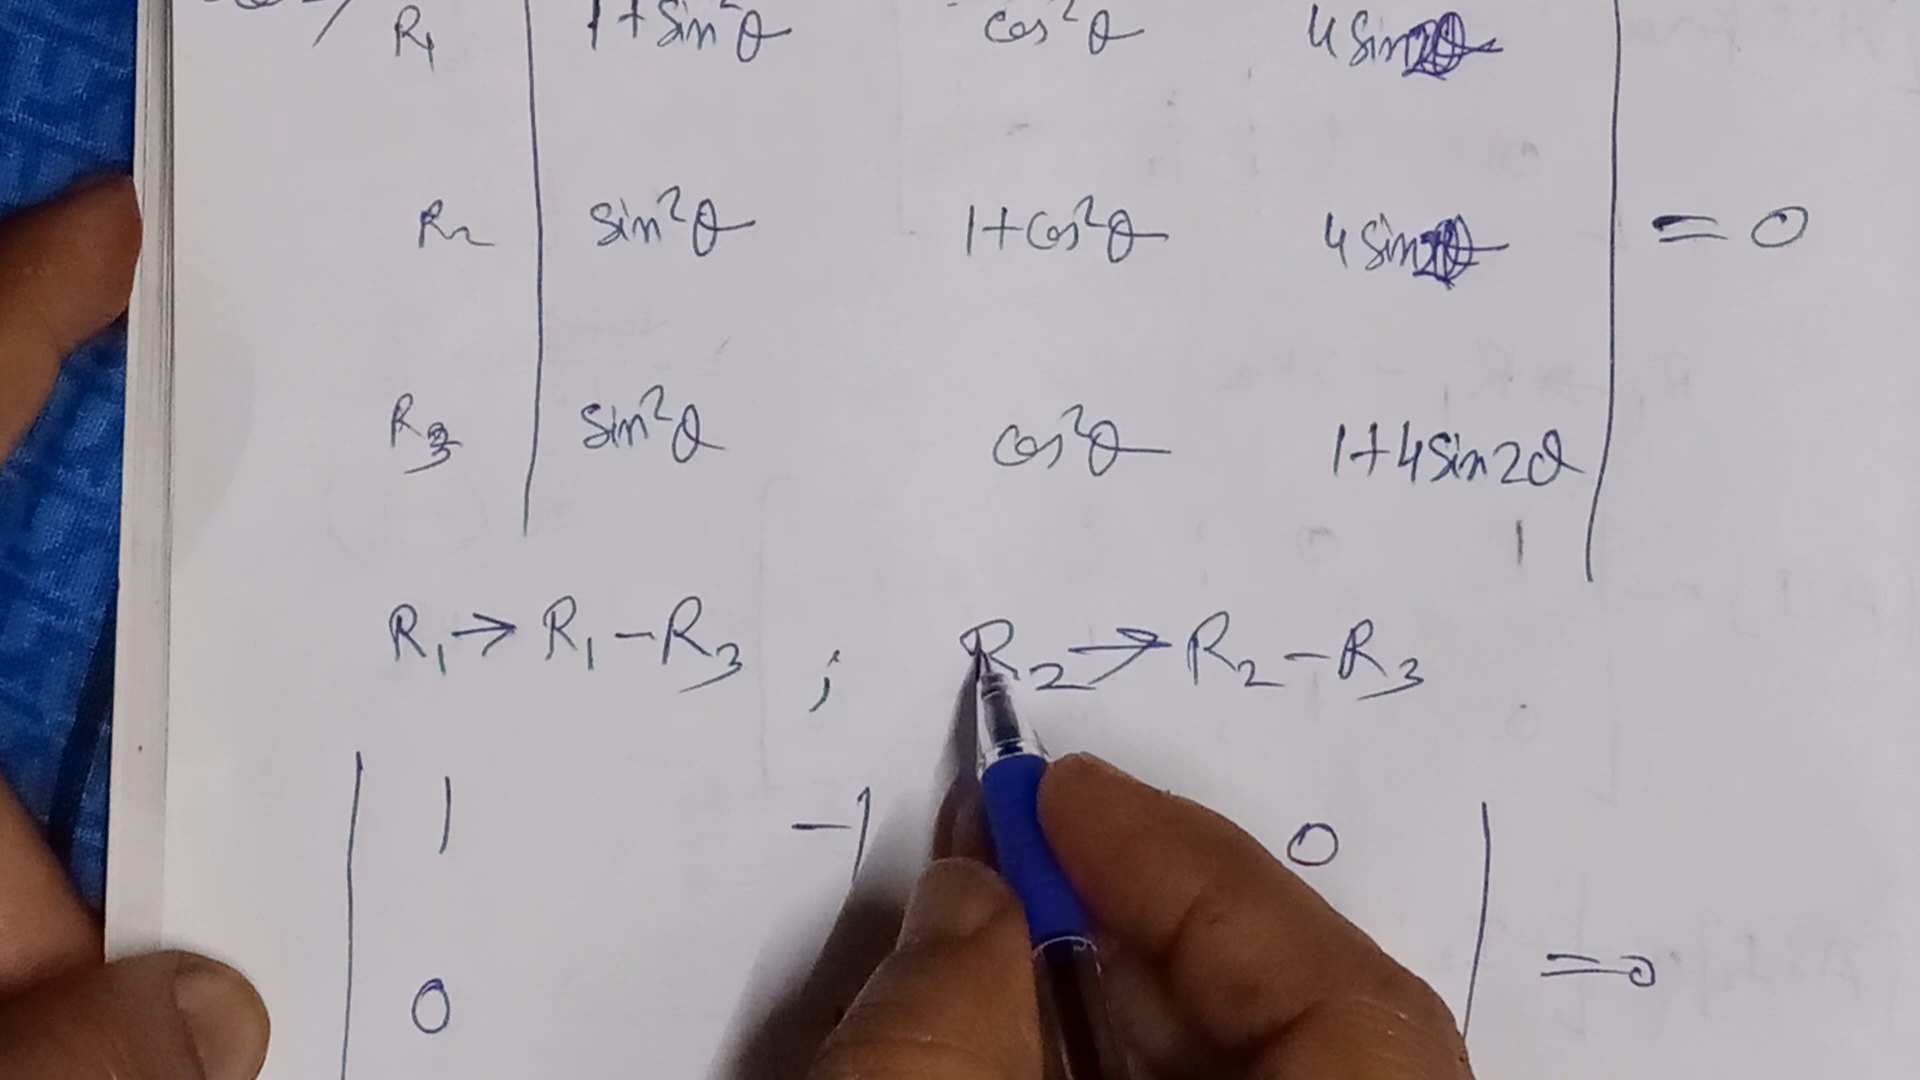 R₁ 1+sin²θ cos²θ 4sin2θ
R₂ sin²θ 1+cos²θ 4sin2θ = 0
R₃ sin²θ cos²θ 1+4sin2θ
R₁→R₁-R₃ ; R₂→R₂-R₃
1 -1 0
0 =0